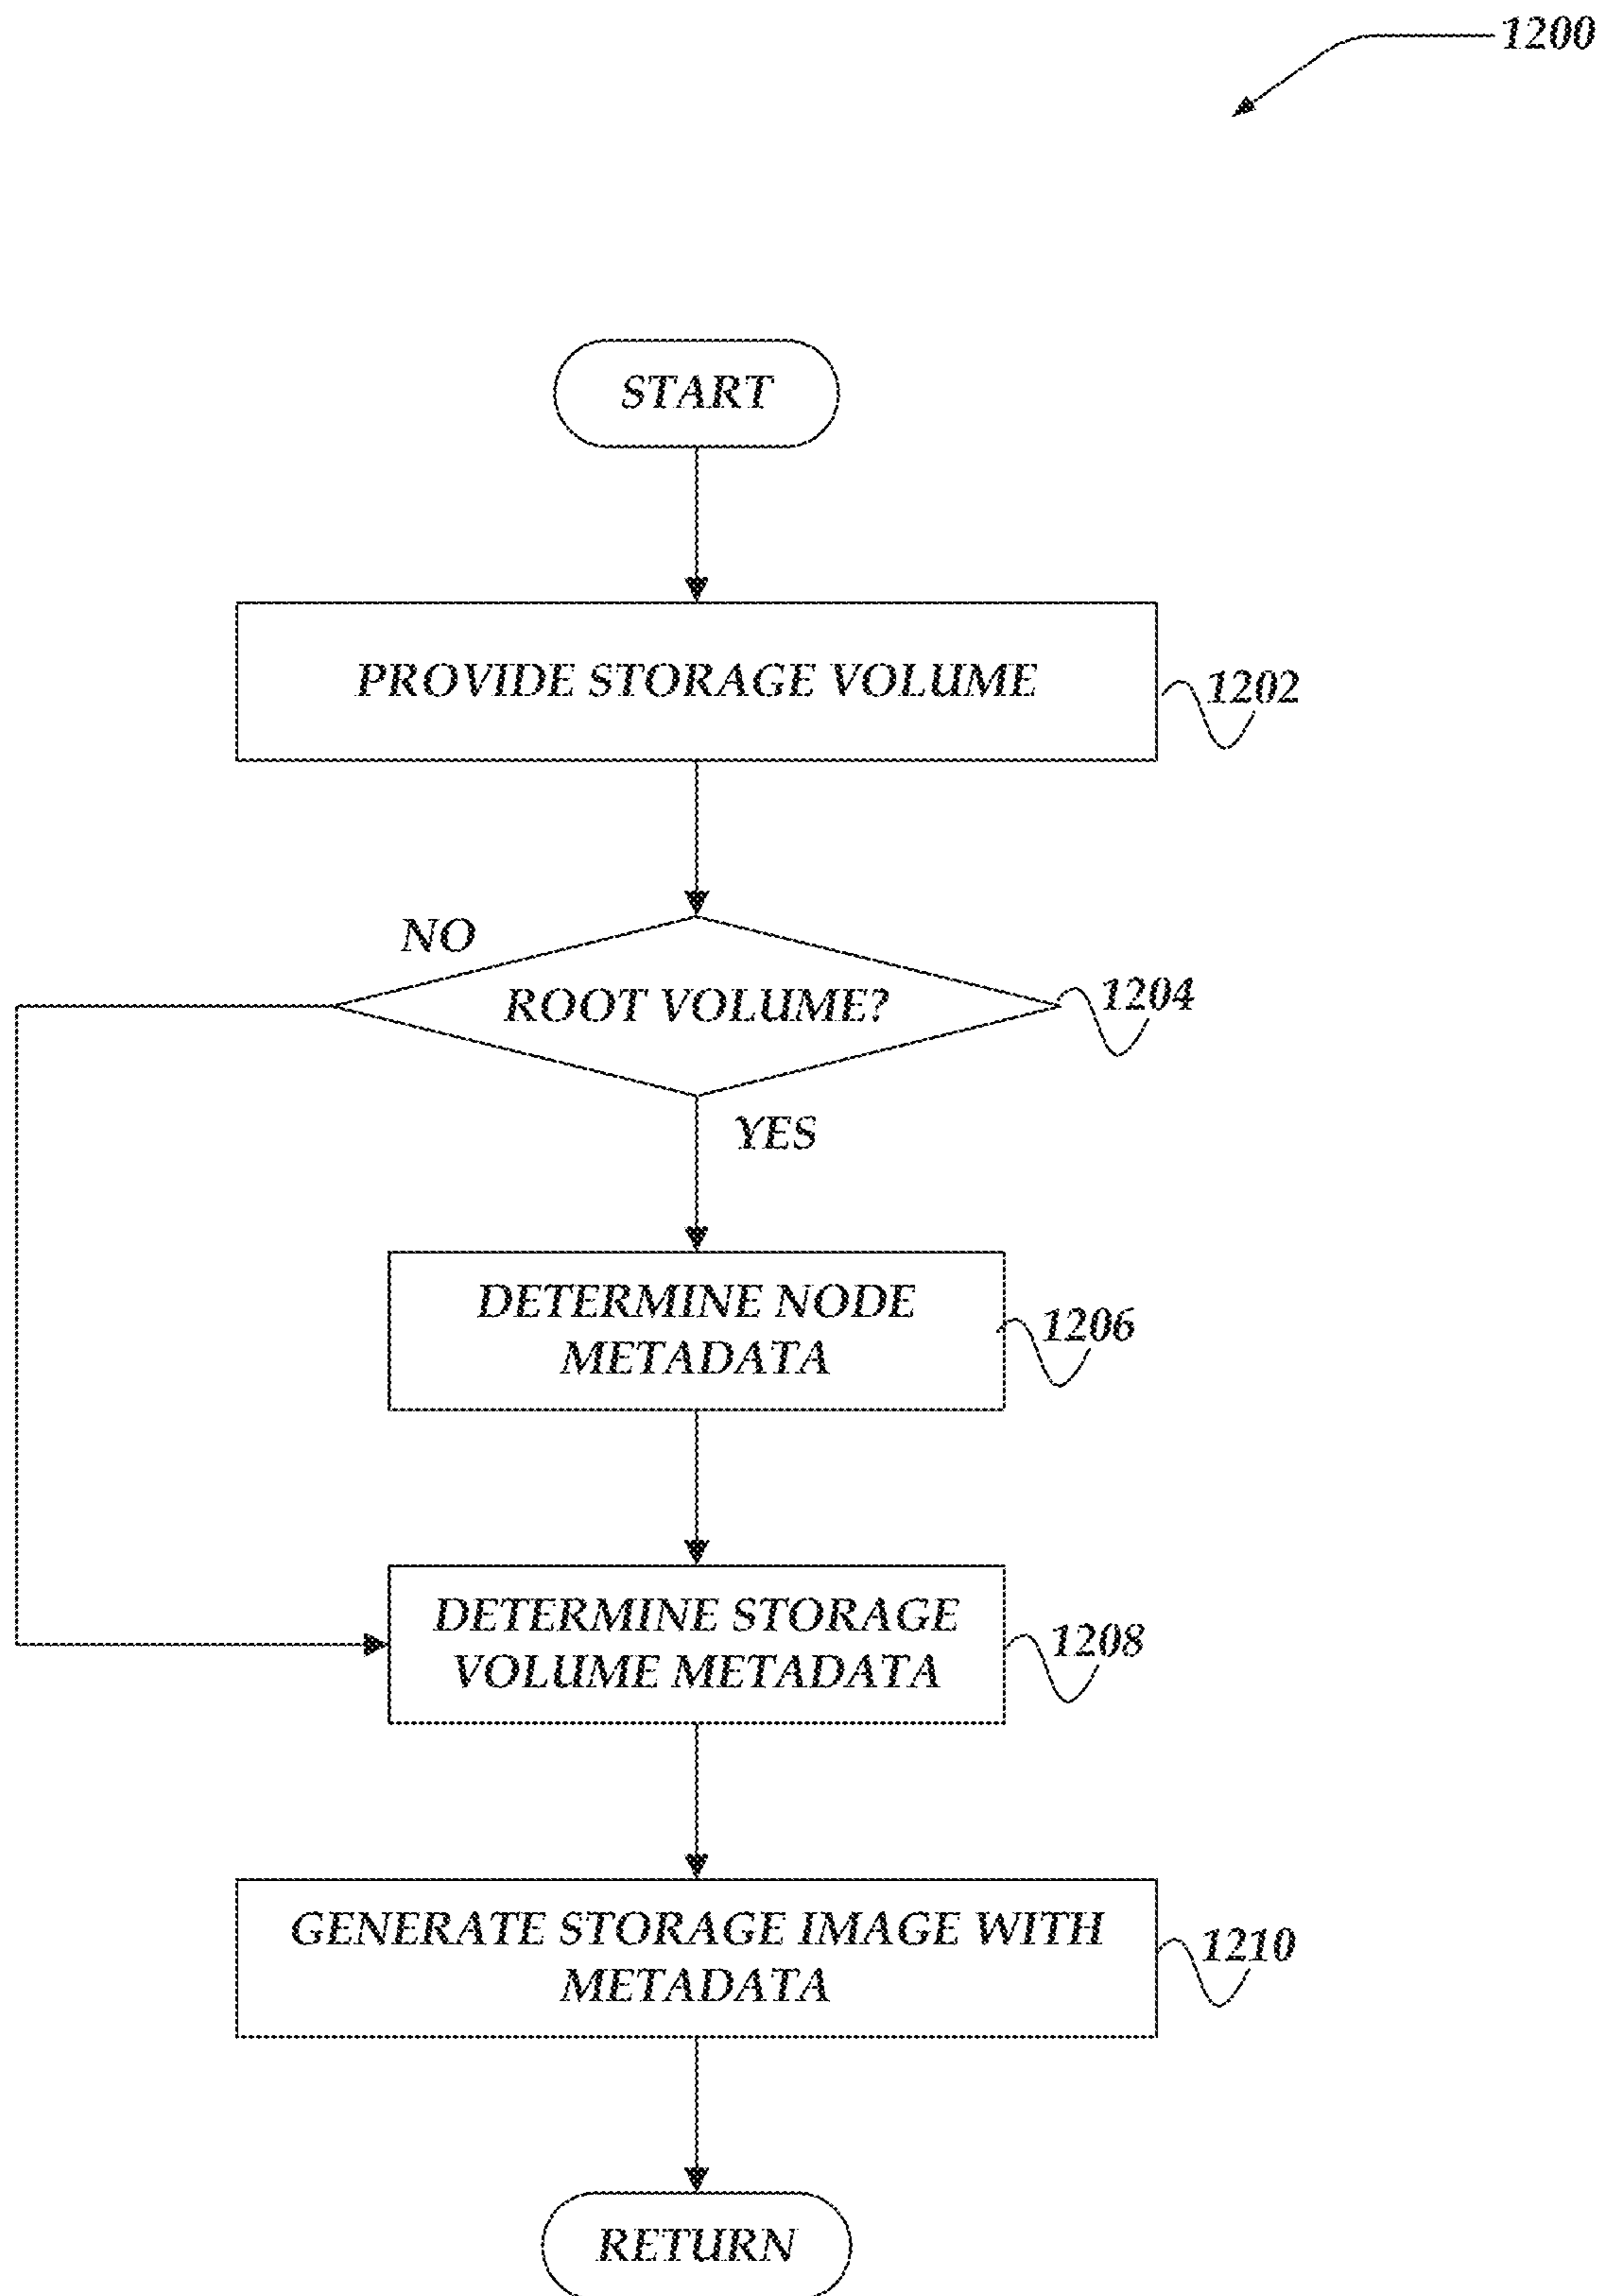 1200
START
PROVIDE STORAGE VOLUME
1202
NO
ROOT VOLUME?
1204
YES
DETERMINE NODE
METADATA
1206
DETERMINE STORAGE
VOLUME METADATA
1208
GENERATE STORAGE IMAGE WITH
METADATA
1210
RETURN